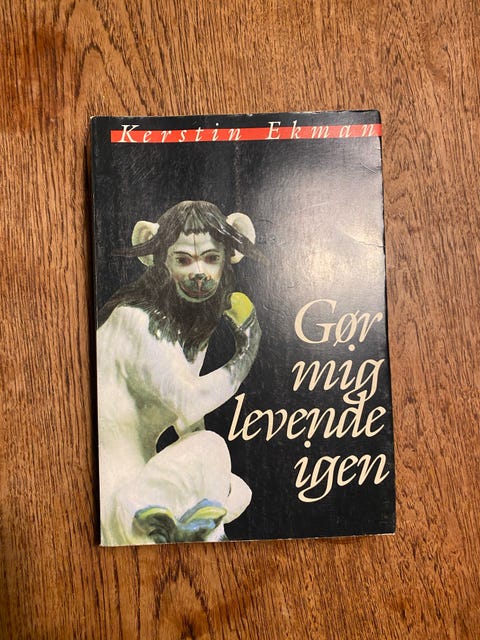 Kerstin Ekman
Gør
mig
levende
igen